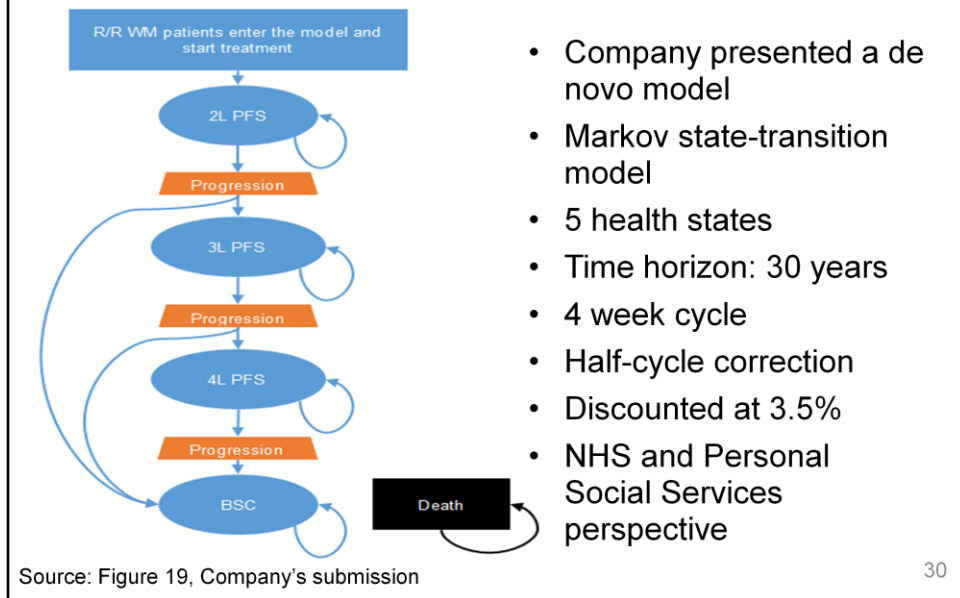 R/R WM patients enter the model and
start treatment
2L PFS
Progression
3L PFS
Progression
4L PFS
Progression
BSC
Death
• Company presented a de
novo model
• Markov state-transition
model
• 5 health states
• Time horizon: 30 years
• 4 week cycle
• Half-cycle correction
• Discounted at 3.5%
• NHS and Personal
Social Services
perspective
Source: Figure 19, Company's submission
30